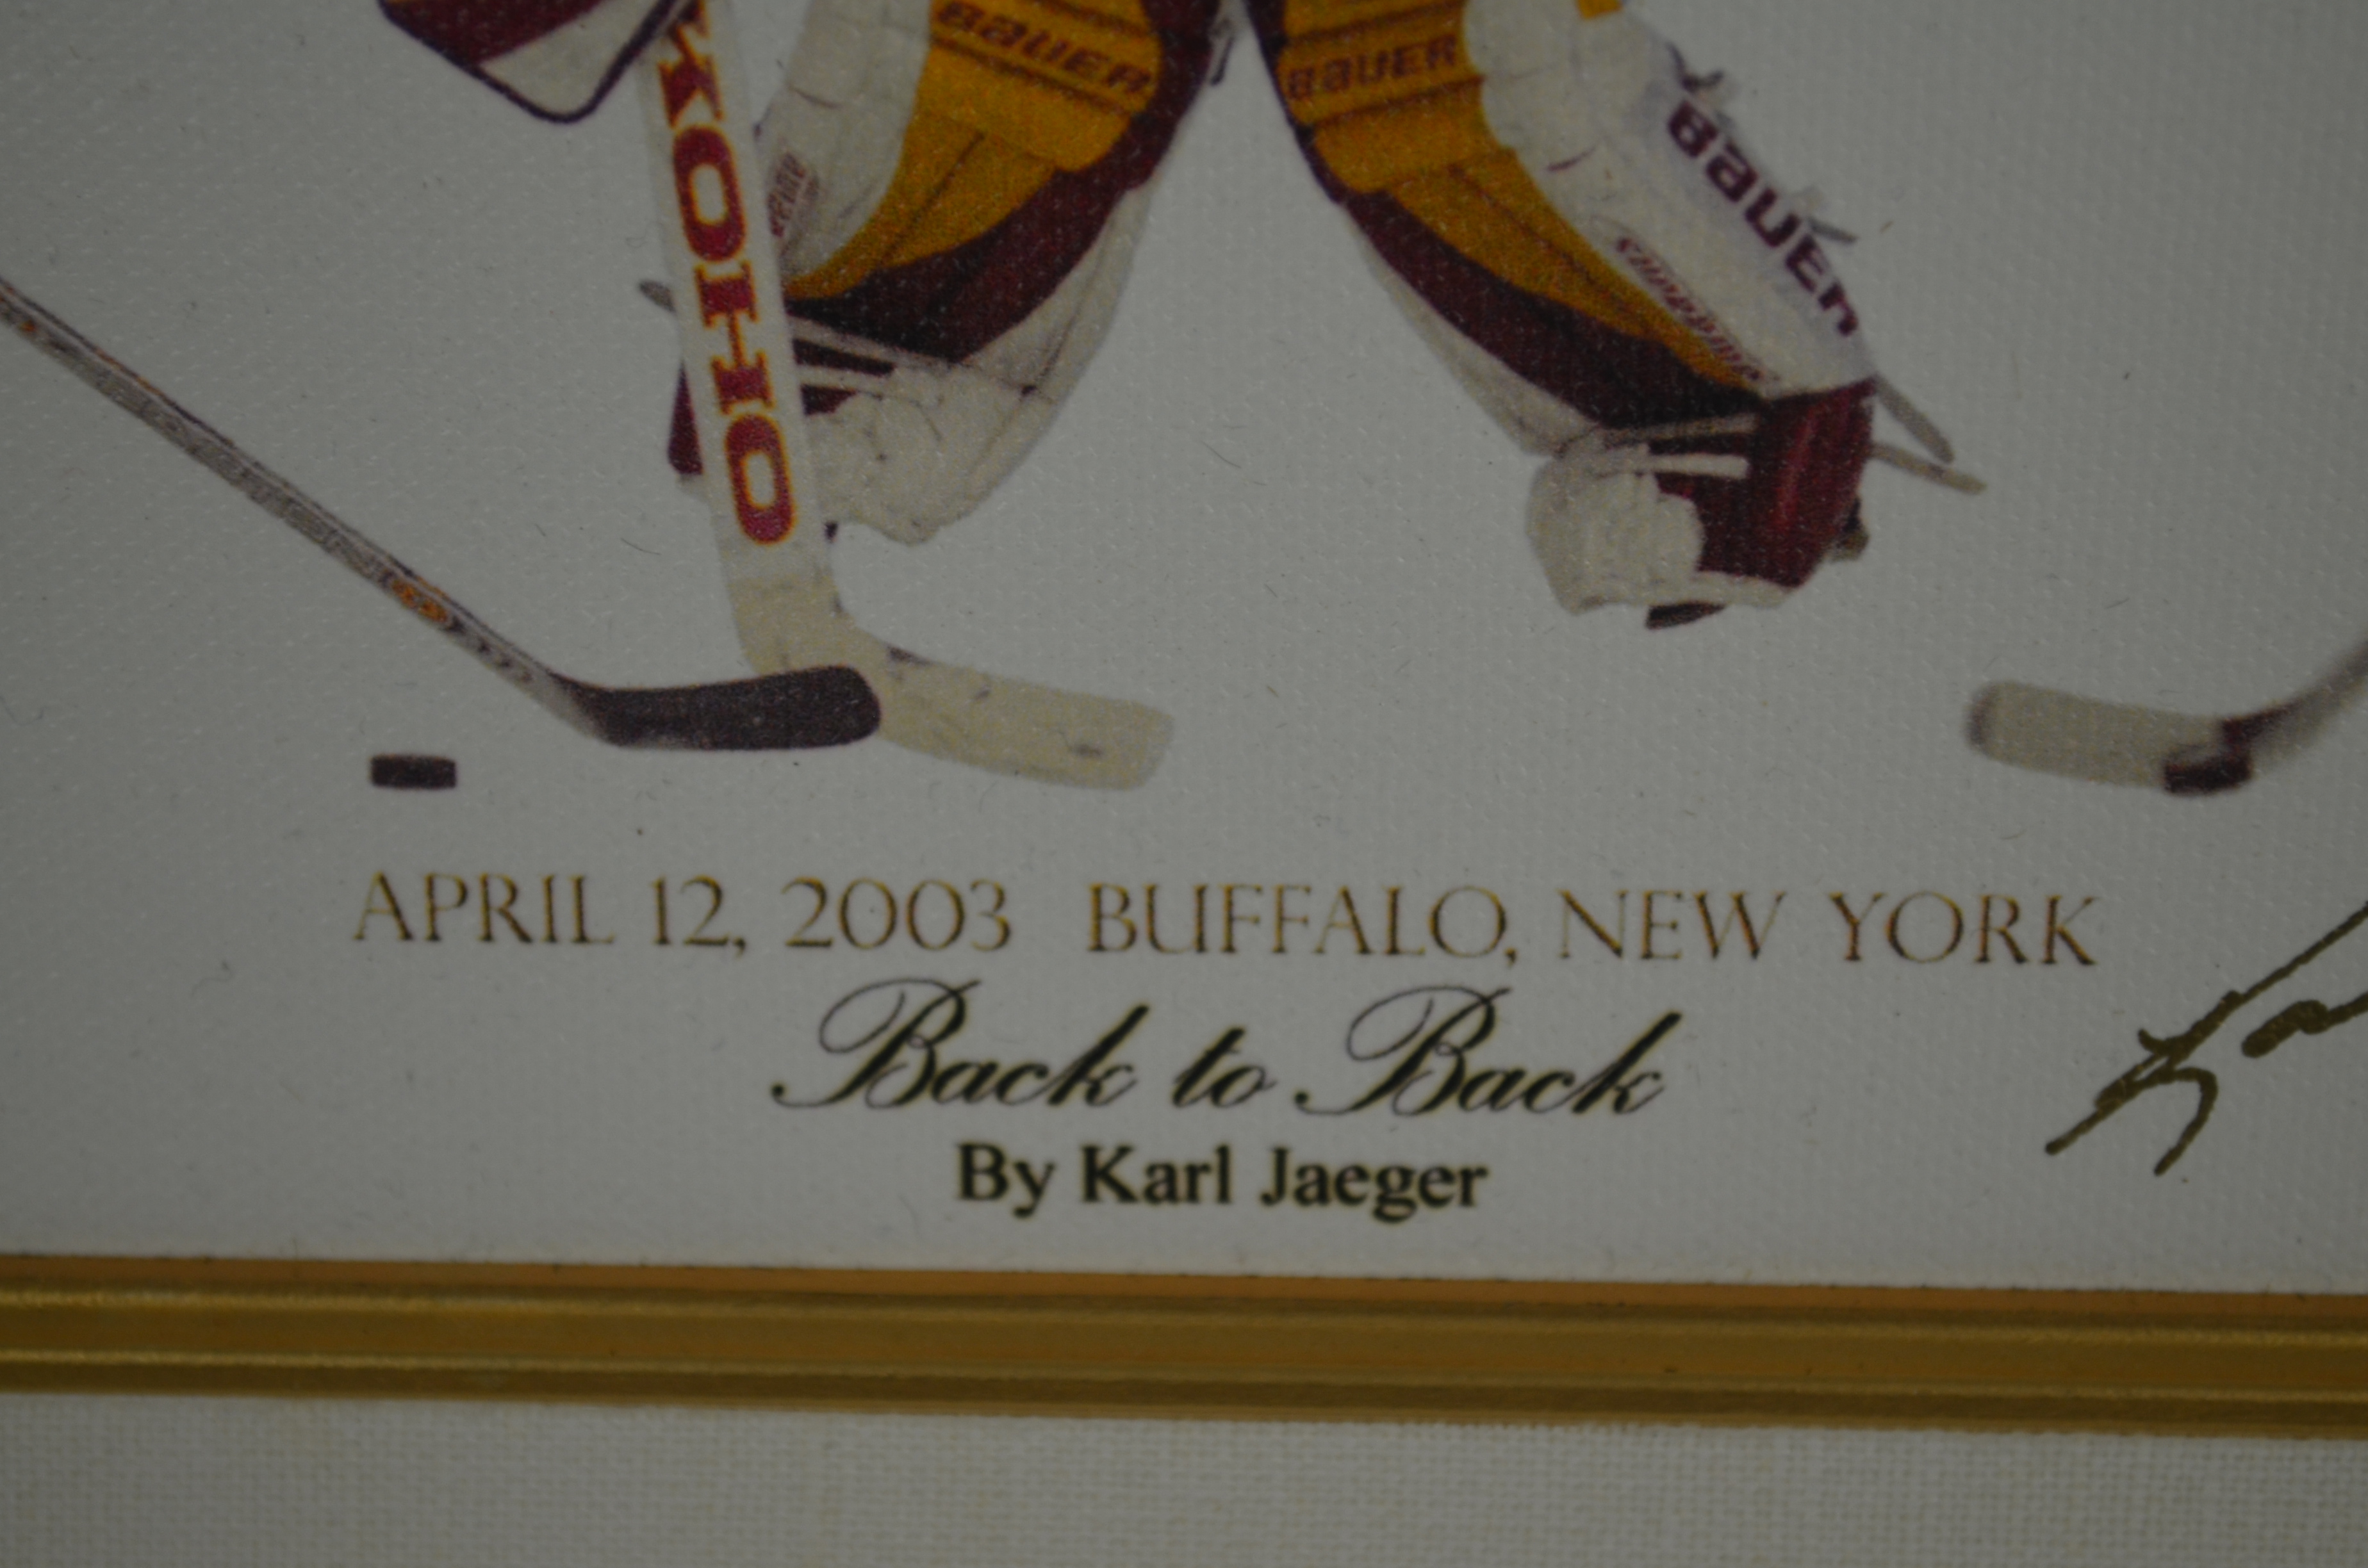 BAUER
BAUER
KOHO
BAUER
APRIL 12, 2003 BUFFALO, NEW YORK
Back to Back
By Karl Jaeger